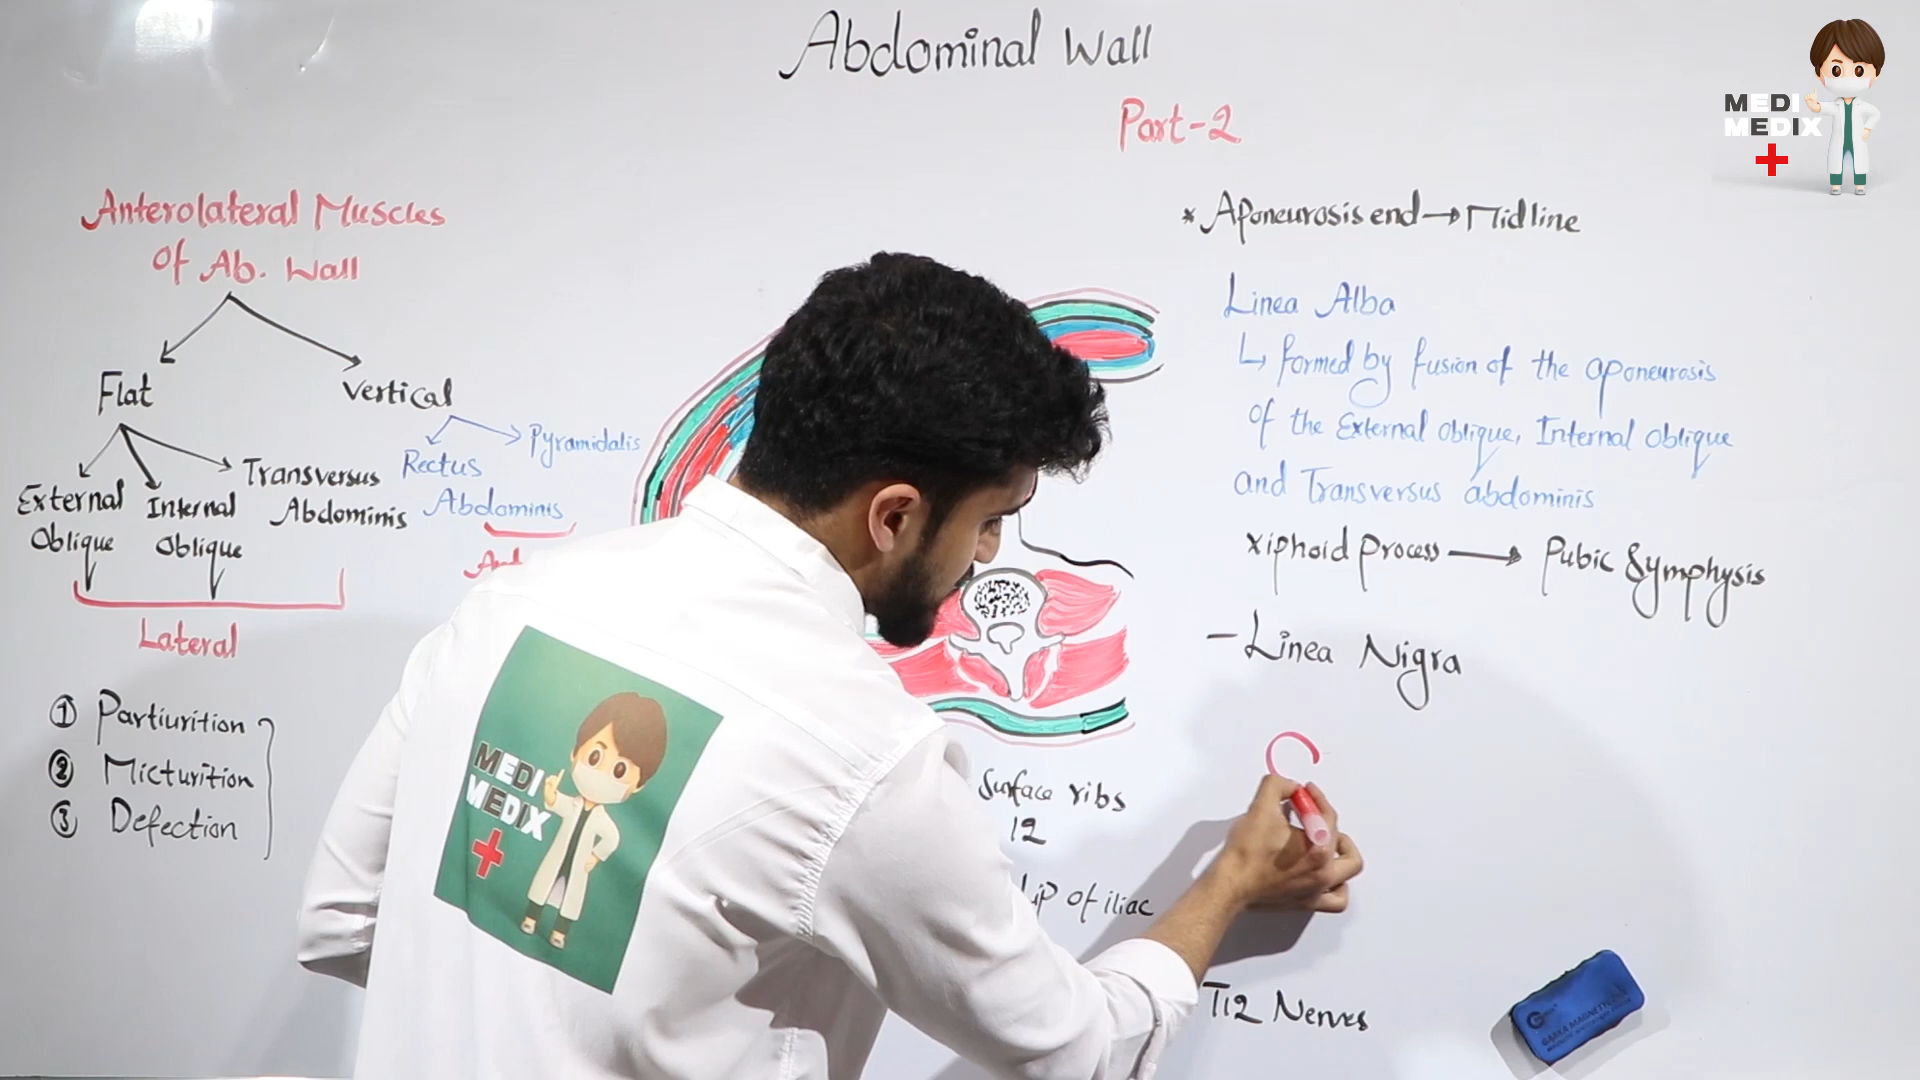 Abdominal Wall
Part-2
MEDI
MEDIX
Anterolateral Muscles
of Ab. Wall
Flat
Vertical
External
Oblique
Internal
Oblique
Transversus
Abdominis
Rectus
Abdominis
Pyramidalis
Lateral
① Partiurition
② Micturition
③ Defection
* Aponeurosis end → Midline
Linea Alba
↳ formed by fusion of the aponeurosis
of the External oblique, Internal oblique
and Transversus abdominis
Xiphoid Process → Pubic Symphysis
- Linea Nigra
Surface ribs
12
Lip of iliac
T12 Nerves
MEDI
MEDIX